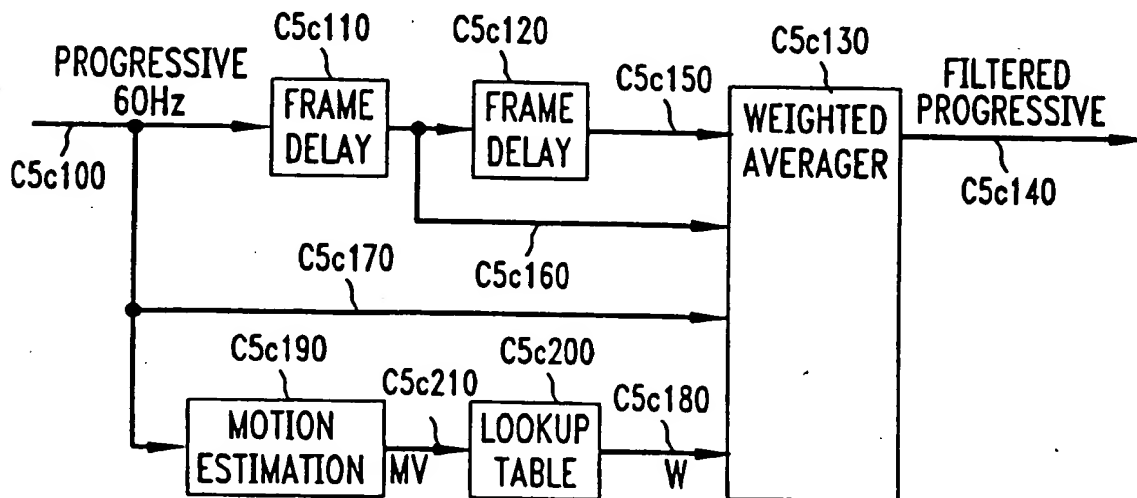 C5c110
C5c120
C5c130
PROGRESSIVE
60Hz
C5c150
FILTERED
PROGRESSIVE
FRAME
DELAY
FRAME
DELAY
WEIGHTED
AVERAGER
C5c100
C5c140
C5c160
C5c170
C5c190
C5c200
C5c210
C5c180
MOTION
ESTIMATION
MV
LOOKUP
TABLE
W